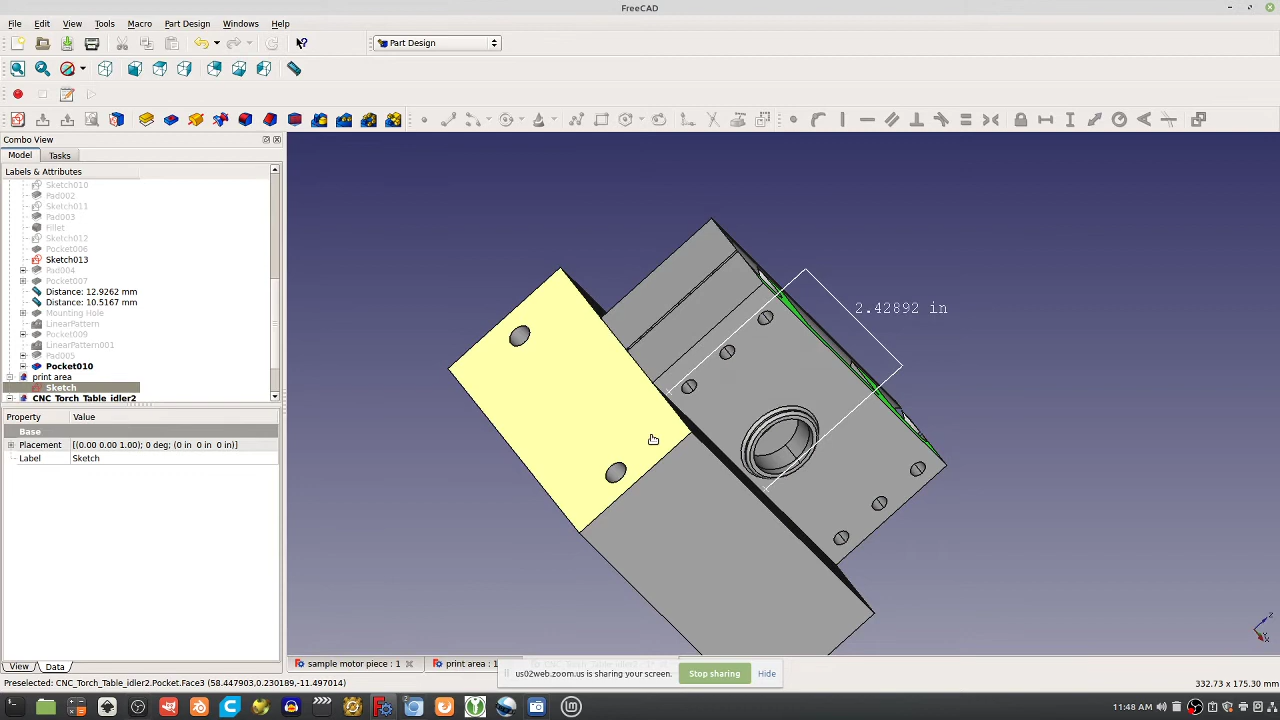 FreeCAD
File Edit View Tools Macro Part Design Windows Help
Part Design
Combo View
Model Tasks
Labels & Attributes
Sketch010
Pad002
Sketch011
Pad003
Fillet
Sketch012
Pocket006
Sketch013
Pad004
Pocket007
Distance: 12.9262 mm
Distance: 10.5167 mm
Mounting Hole
LinearPattern
Pocket009
LinearPattern001
Pad005
Pocket010
print area
Sketch
CNC_Torch_Table_idler2
Property Value
Base
Placement [(0.00 0.00 1.00); 0 deg; (0 in 0 in 0 in)]
Label Sketch
View Data
2.42892 in
sample motor piece : 1
print area : 1
us02web.zoom.us is sharing your screen. Stop sharing Hide
Preselected: CNC_Torch_Table_idler2.Pocket.Face3 (58.447903,0.230189,-11.497014)
332.73 x 175.30 mm
11:48 AM